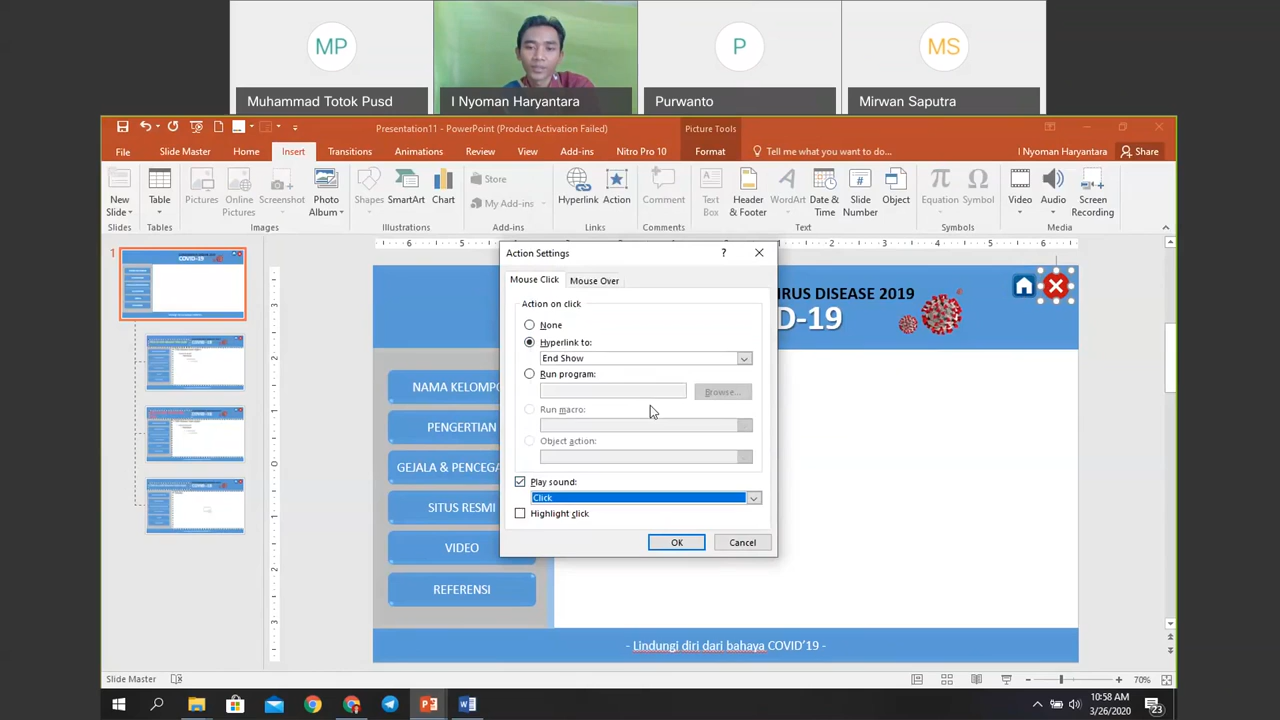 MP
P
MS
Muhammad Totok Pusd
I Nyoman Haryantara
Purwanto
Mirwan Saputra
Presentation11 - PowerPoint (Product Activation Failed)
Picture Tools
File
Slide Master
Home
Insert
Transitions
Animations
Review
View
Add-ins
Nitro Pro 10
Format
Tell me what you want to do...
I Nyoman Haryantara
Share
New Slide
Table
Pictures
Online Pictures
Screenshot
Photo Album
Shapes
SmartArt
Chart
Store
My Add-ins
Hyperlink
Action
Comment
Text Box
Header & Footer
WordArt
Date & Time
Slide Number
Object
Equation
Symbol
Video
Audio
Screen Recording
Slides
Tables
Images
Illustrations
Add-ins
Links
Comments
Text
Symbols
Media
Action Settings
Mouse Click
Mouse Over
Action on click
None
Hyperlink to:
End Show
Run program:
Browse...
Run macro:
Object action:
Play sound:
Click
Highlight click
OK
Cancel
1
COVID-19
2
3
4
IRUS DISEASE 2019
D-19
NAMA KELOMPO
PENGERTIAN
GEJALA & PENCEGA
SITUS RESMI
VIDEO
REFERENSI
- Lindungi diri dari bahaya COVID'19 -
Slide Master
70%
10:58 AM
3/26/2020
23